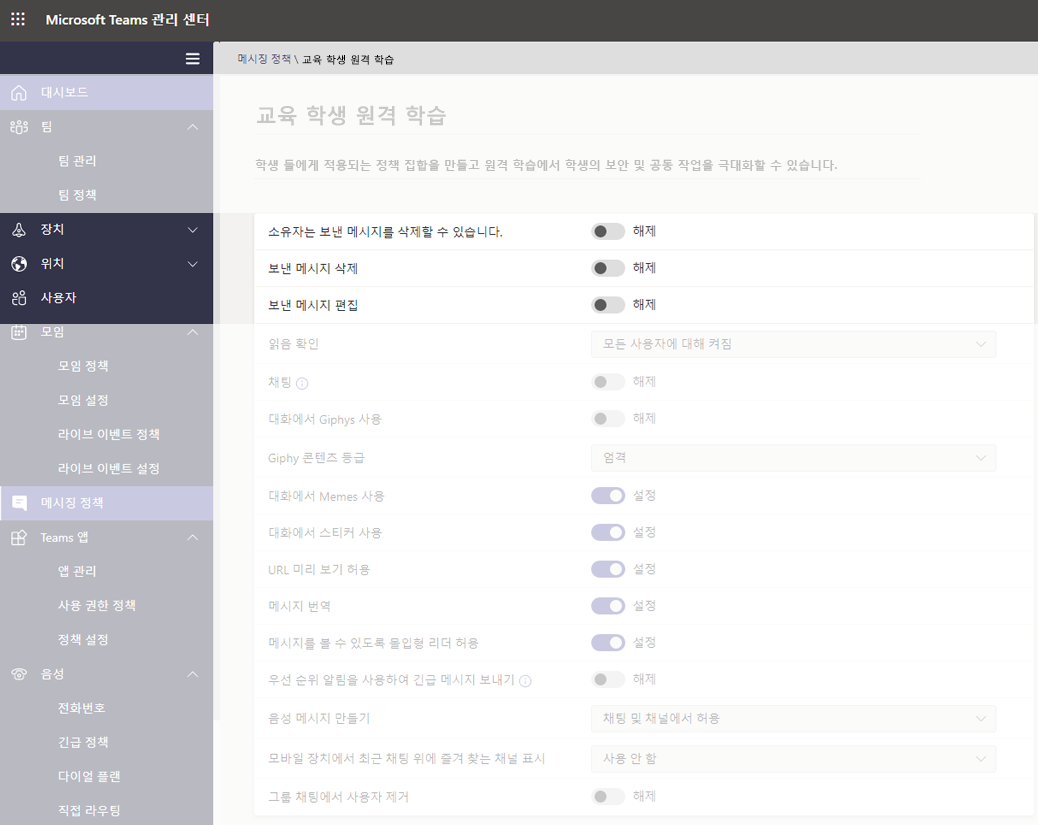 Microsoft Teams 관리 센터
메시징 정책 \ 교육 학생 원격 학습
대시보드
팀
팀 관리
팀 정책
장치
위치
사용자
모임
모임 정책
모임 설정
라이브 이벤트 정책
라이브 이벤트 설정
메시징 정책
Teams 앱
앱 관리
사용 권한 정책
정책 설정
음성
전화번호
긴급 정책
다이얼 플랜
직접 라우팅
교육 학생 원격 학습
학생 들에게 적용되는 정책 집합을 만들고 원격 학습에서 학생의 보안 및 공동 작업을 극대화할 수 있습니다.
소유자는 보낸 메시지를 삭제할 수 있습니다. 해제
보낸 메시지 삭제 해제
보낸 메시지 편집 해제
읽음 확인 모든 사용자에 대해 켜짐
채팅 해제
대화에서 Giphys 사용 해제
Giphy 콘텐츠 등급 엄격
대화에서 Memes 사용 설정
대화에서 스티커 사용 설정
URL 미리 보기 허용 설정
메시지 번역 설정
메시지를 볼 수 있도록 몰입형 리더 허용 설정
우선 순위 알림을 사용하여 긴급 메시지 보내기 해제
음성 메시지 만들기 채팅 및 채널에서 허용
모바일 장치에서 최근 채팅 위에 즐겨 찾는 채널 표시 사용 안 함
그룹 채팅에서 사용자 제거 해제